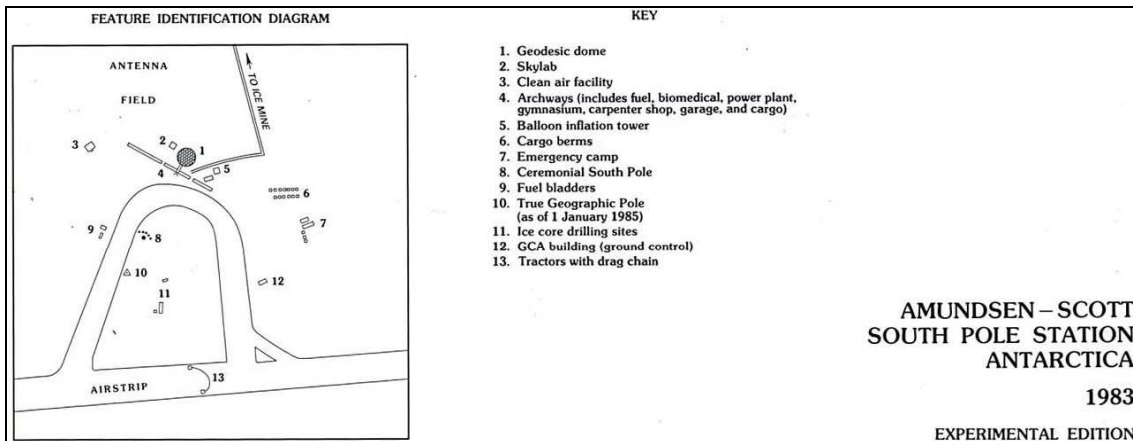 FEATURE IDENTIFICATION DIAGRAM
ANTENNA
FIELD
TO ICE MINE
1
2
3
4
5
6
7
8
9
10
11
12
13
AIRSTRIP
KEY
1. Geodesic dome
2. Skylab
3. Clean air facility
4. Archways (includes fuel, biomedical, power plant,
gymnasium, carpenter shop, garage, and cargo)
5. Balloon inflation tower
6. Cargo berms
7. Emergency camp
8. Ceremonial South Pole
9. Fuel bladders
10. True Geographic Pole
(as of 1 January 1985)
11. Ice core drilling sites
12. GCA building (ground control)
13. Tractors with drag chain
AMUNDSEN – SCOTT
SOUTH POLE STATION
ANTARCTICA
1983
EXPERIMENTAL EDITION